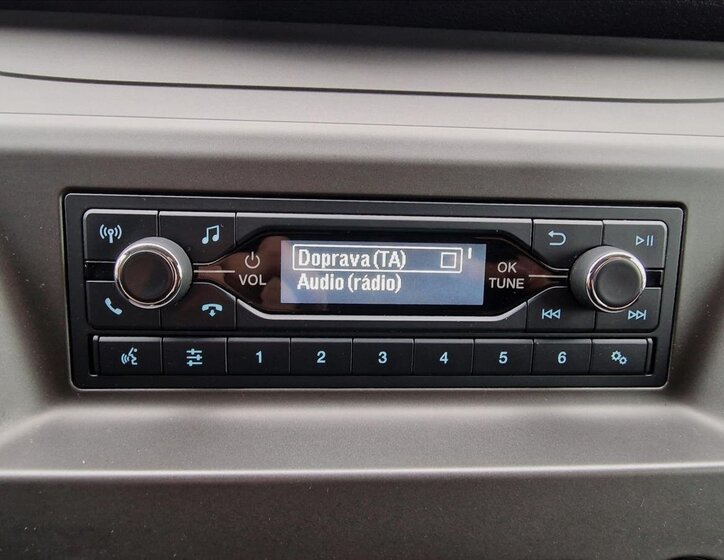 Doprava (TA)
Audio (rádio)
VOL
OK
TUNE
1 2 3 4 5 6